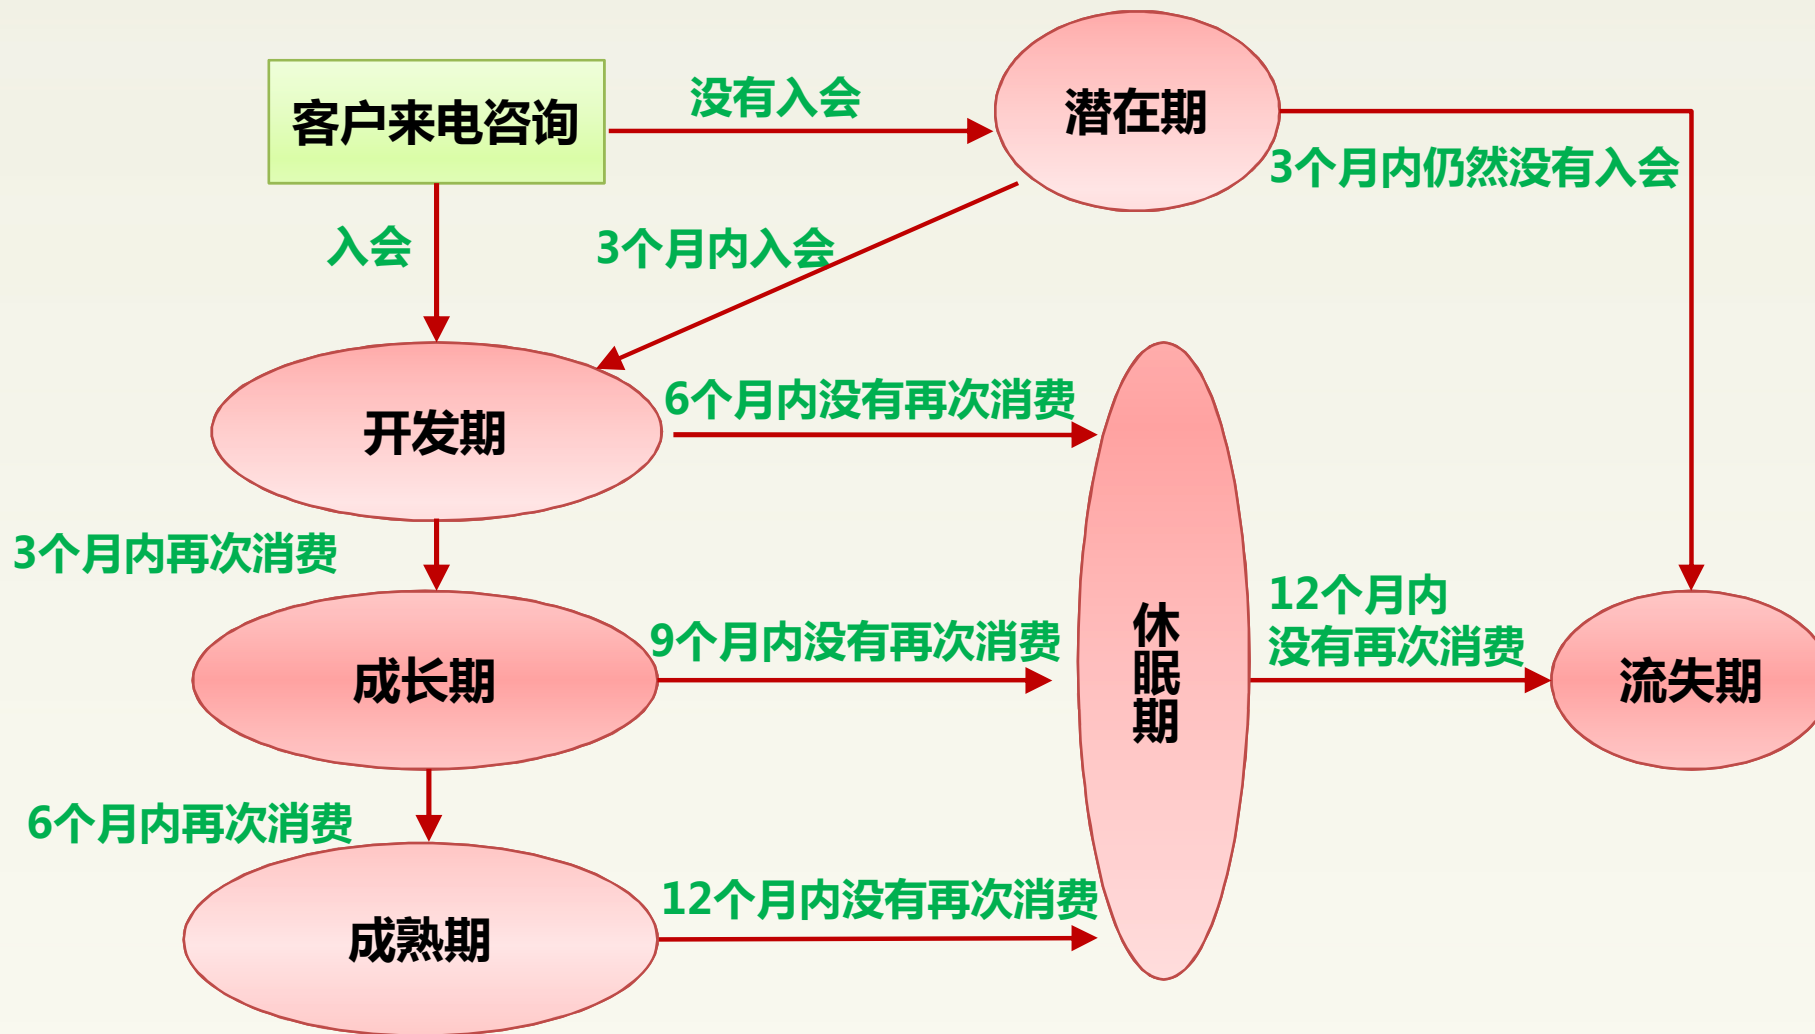 客户来电咨询
没有入会
潜在期
3个月内仍然没有入会
入会
3个月内入会
开发期
6个月内没有再次消费
3个月内再次消费
成长期
9个月内没有再次消费
休眠期
12个月内
没有再次消费
流失期
6个月内再次消费
成熟期
12个月内没有再次消费